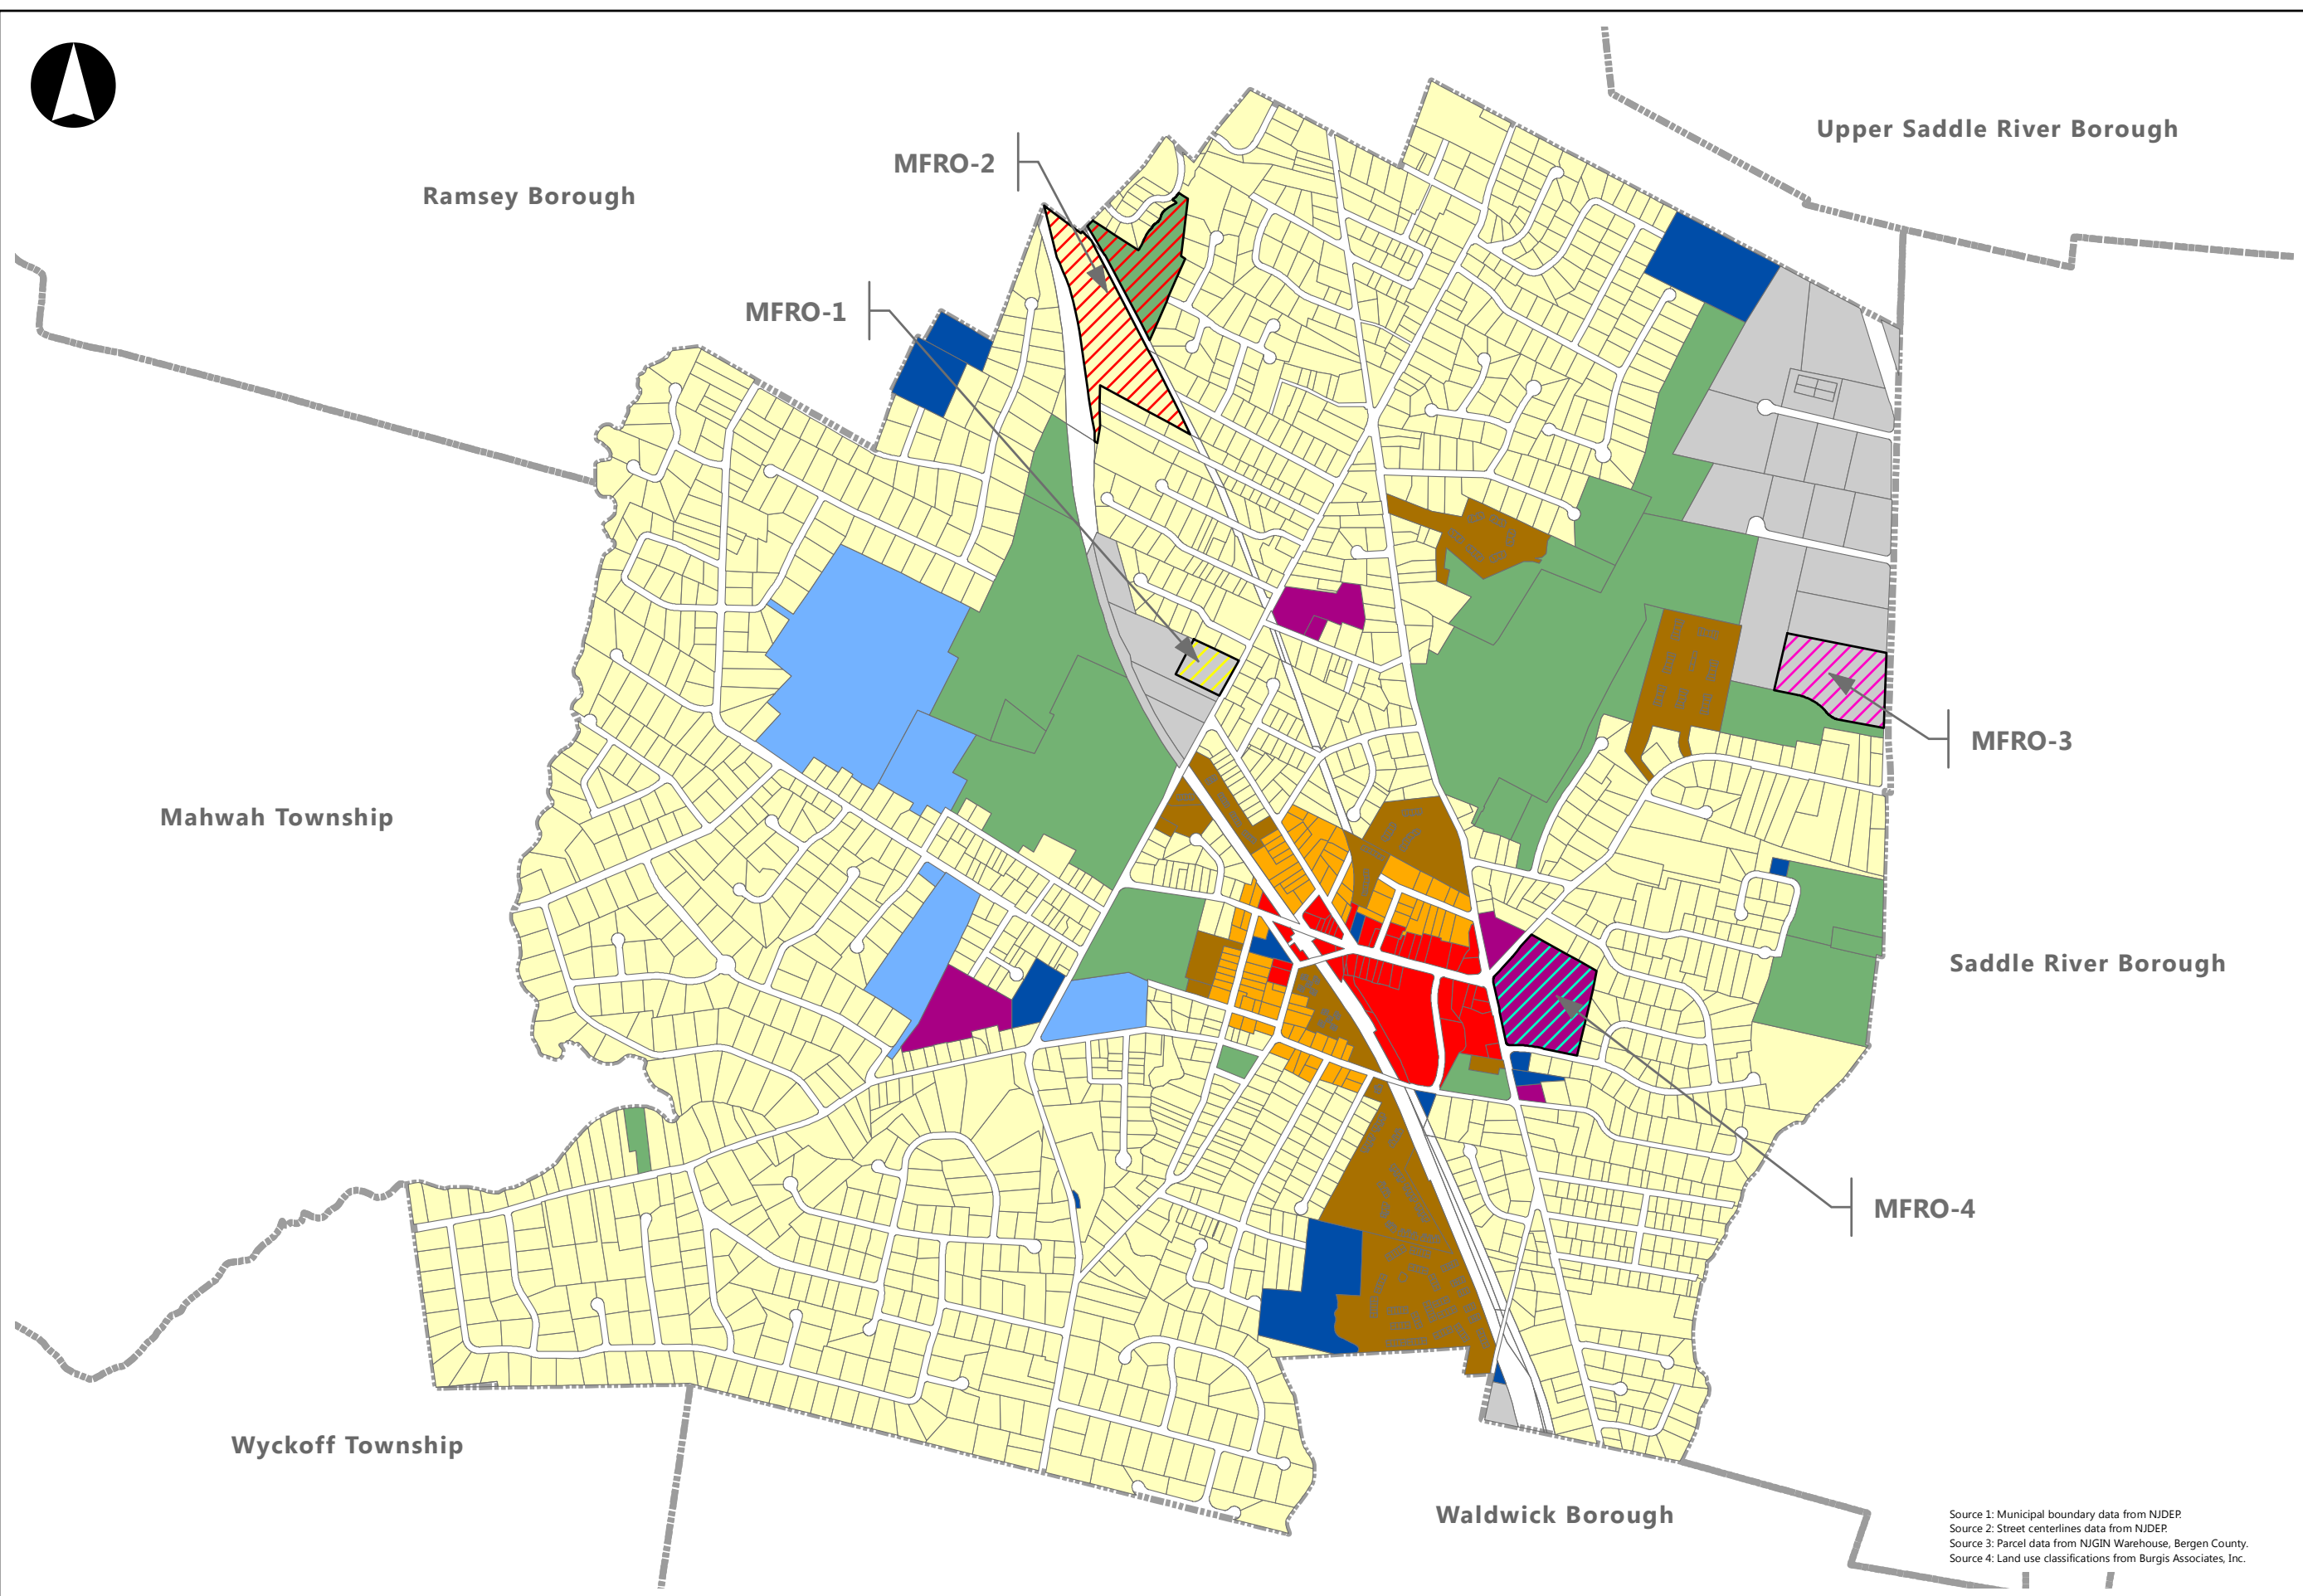 Upper Saddle River Borough
MFRO-2
Ramsey Borough
MFRO-1
MFRO-3
Mahwah Township
Saddle River Borough
MFRO-4
Wyckoff Township
Waldwick Borough
Source 1: Municipal boundary data from NJDEP.
Source 2: Street centerlines data from NJDEP.
Source 3: Parcel data from NJGIN Warehouse, Bergen County.
Source 4: Land use classifications from Burgis Associates, Inc.